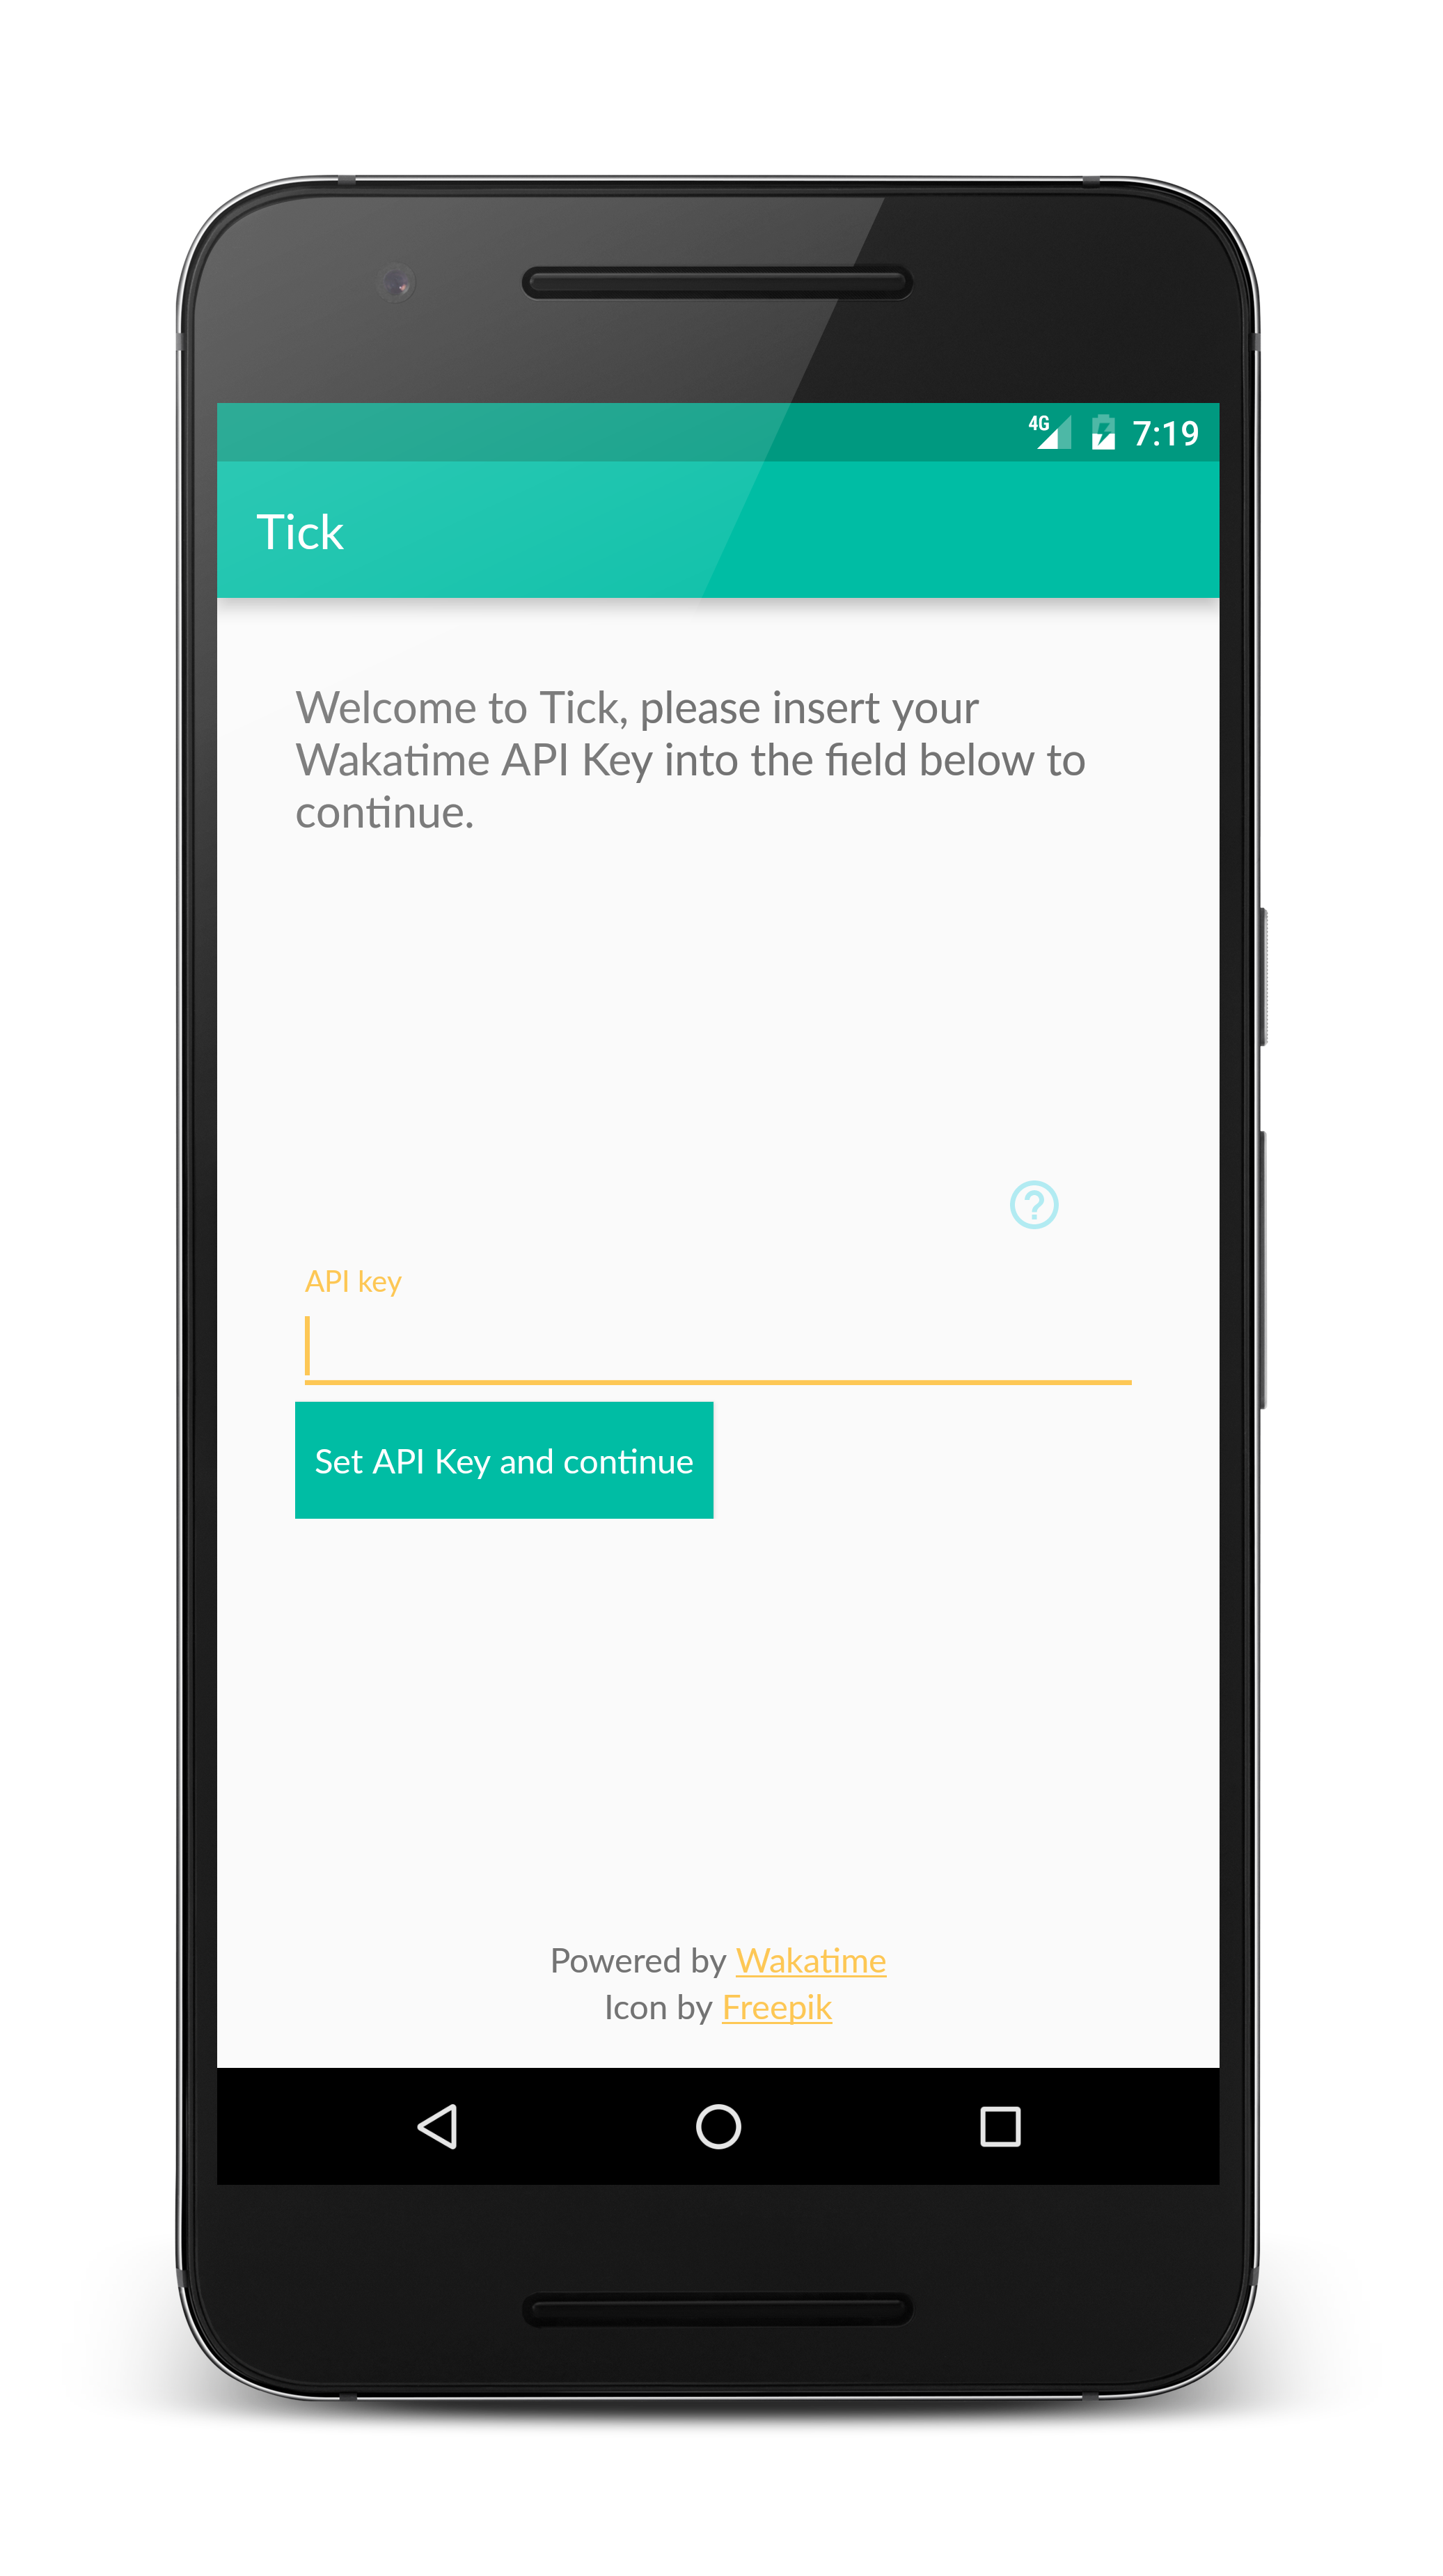 4G 7:19
Tick
Welcome to Tick, please insert your
Wakatime API Key into the field below to
continue.
?
API key
Set API Key and continue
Powered by Wakatime
Icon by Freepik